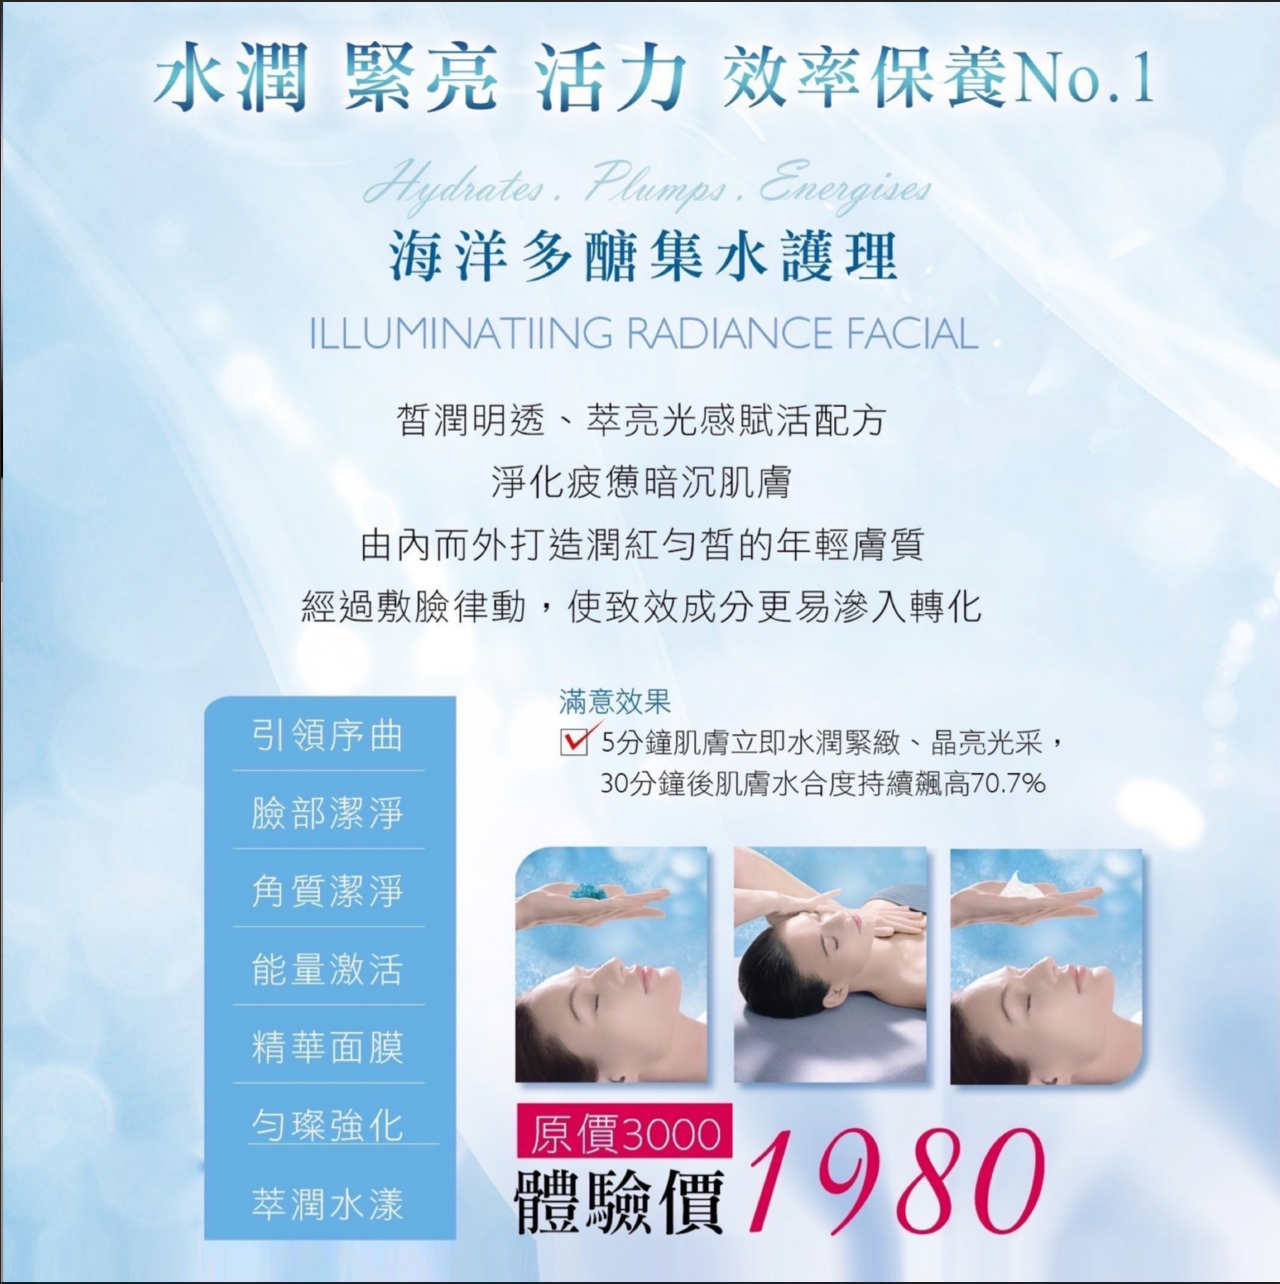 水潤 緊亮 活力 效率保養No.1
Hydrates . Plumps . Energises
海洋多醣集水護理
ILLUMINATIING RADIANCE FACIAL
皙潤明透、萃亮光感賦活配方
淨化疲憊暗沉肌膚
由內而外打造潤紅勻皙的年輕膚質
經過敷臉律動，使致效成分更易滲入轉化
引領序曲
臉部潔淨
角質潔淨
能量激活
精華面膜
勻璨強化
萃潤水漾
滿意效果
5分鐘肌膚立即水潤緊緻、晶亮光采，
30分鐘後肌膚水合度持續飆高70.7%
原價3000
體驗價1980